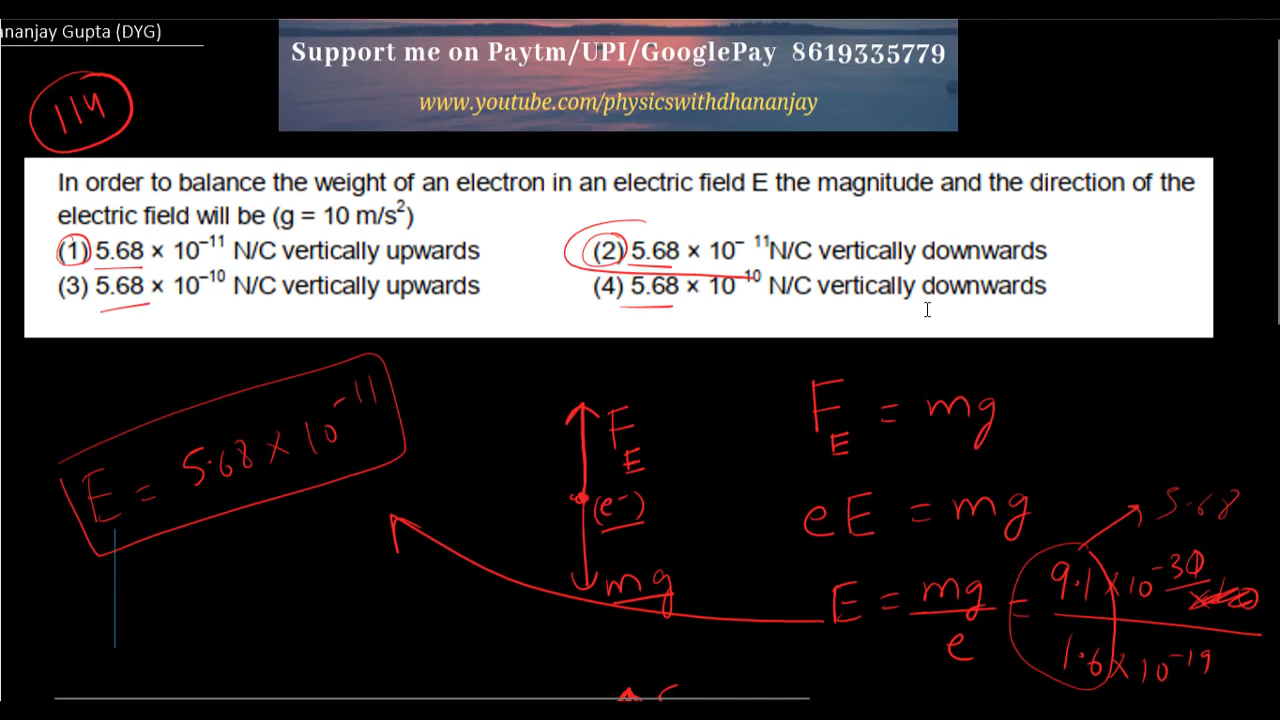 ananjay Gupta (DYG)
Support me on Paytm/UPI/GooglePay 8619335779
www.youtube.com/physicswithdhananjay
114
In order to balance the weight of an electron in an electric field E the magnitude and the direction of the
electric field will be (g = 10 m/s²)
(1) 5.68 × 10⁻¹¹ N/C vertically upwards
(2) 5.68 × 10⁻ ¹¹N/C vertically downwards
(3) 5.68 × 10⁻¹⁰ N/C vertically upwards
(4) 5.68 × 10 ¹⁰ N/C vertically downwards
E = 5.68 × 10⁻¹¹
F_E
(e⁻)
mg
F_E = mg
eE = mg
5.68
E = mg/e = 9.1 × 10⁻³⁰ / 1.6 × 10⁻¹⁹